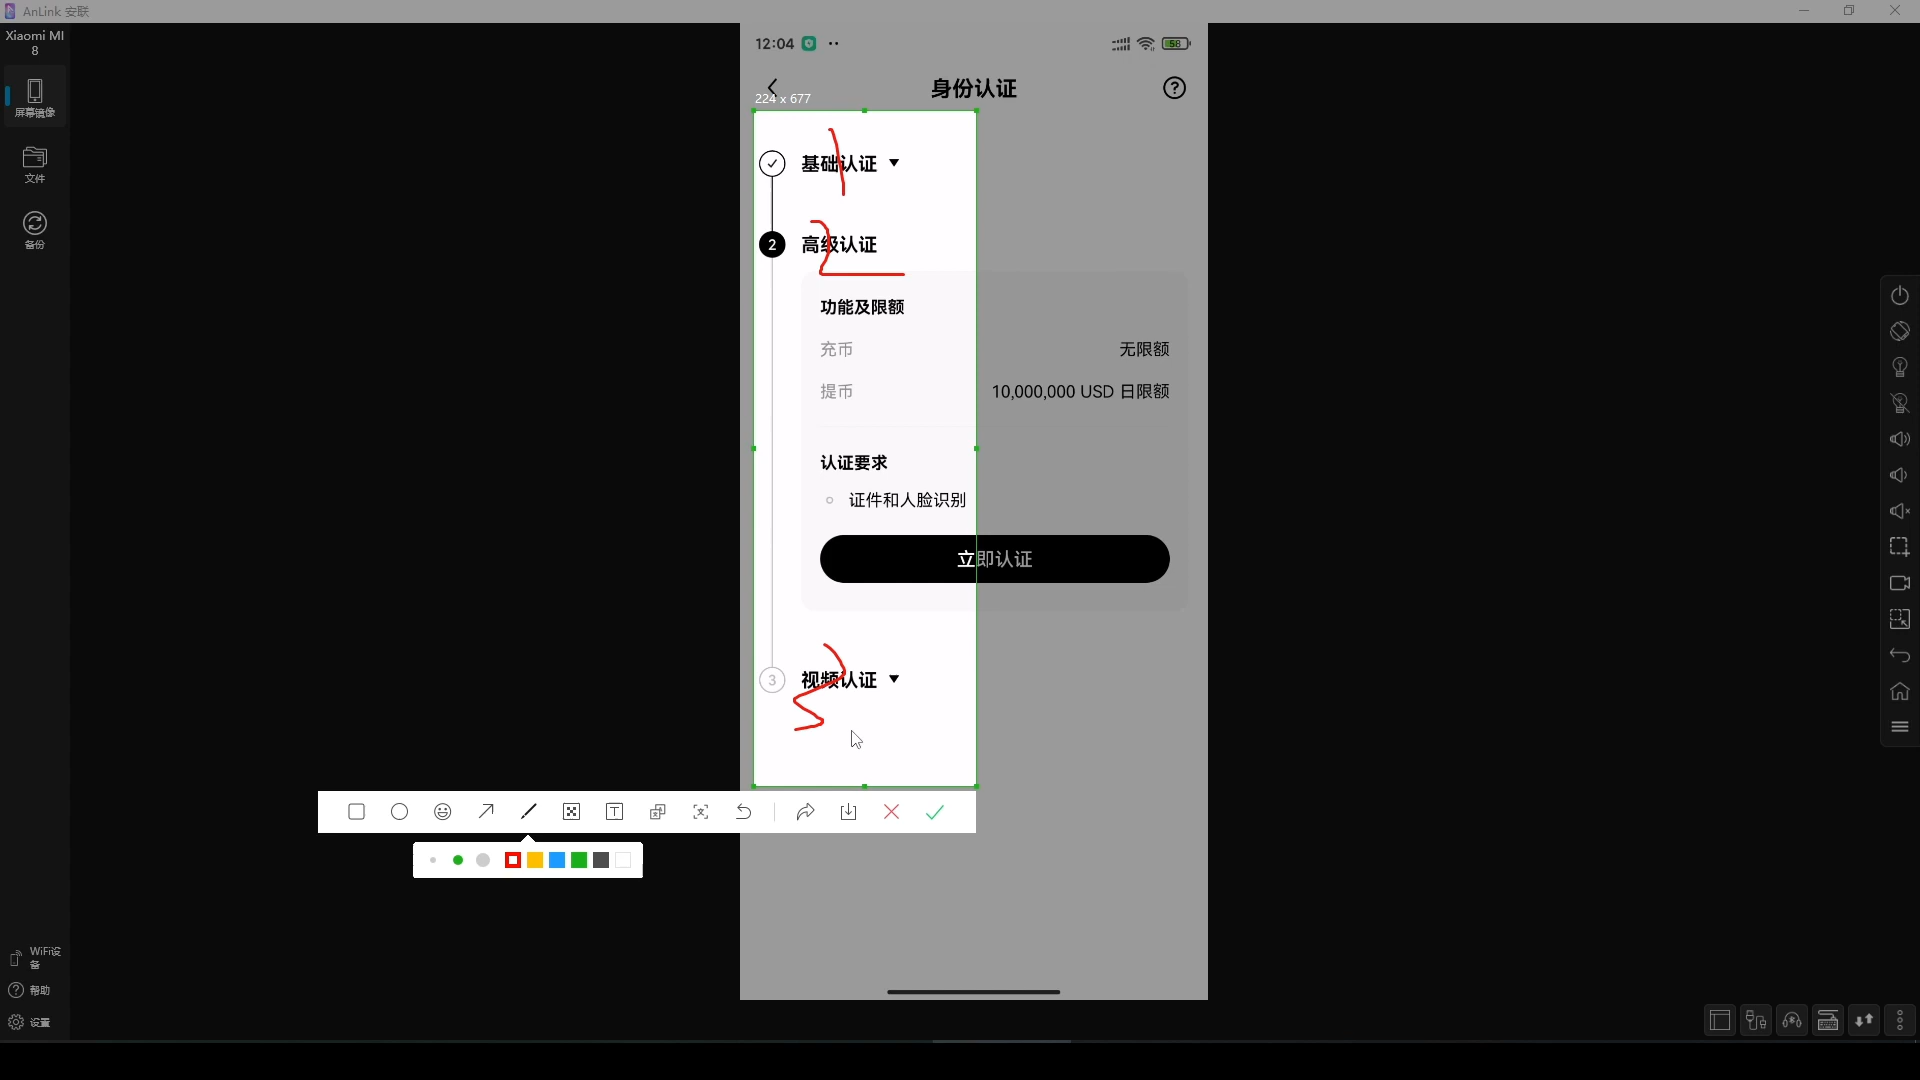 AnLink 安联
Xiaomi MI
8
屏幕镜像
文件
备份
WiFi设
备
帮助
设置
12:04
58
身份认证
224 x 677
基础认证
1
2
高级认证
2
功能及限额
充币
无限额
提币
10,000,000 USD 日限额
认证要求
证件和人脸识别
立即认证
3
视频认证
3